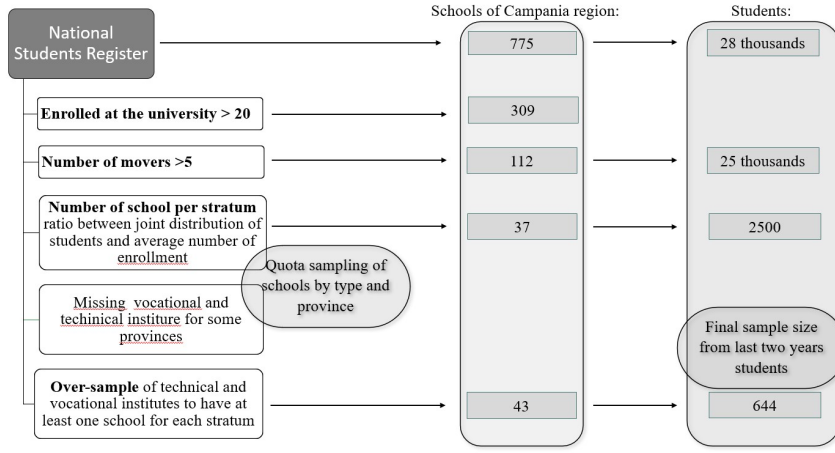 Schools of Campania region:
Students:
National
Students Register
775
28 thousands
Enrolled at the university > 20
309
Number of movers >5
112
25 thousands
Number of school per stratum
ratio between joint distribution of
students and average number of
enrollment
37
2500
Quota sampling of
schools by type and
province
Missing vocational and
techinical institure for some
provinces
Final sample size
from last two years
students
Over-sample of technical and
vocational institutes to have at
least one school for each stratum
43
644